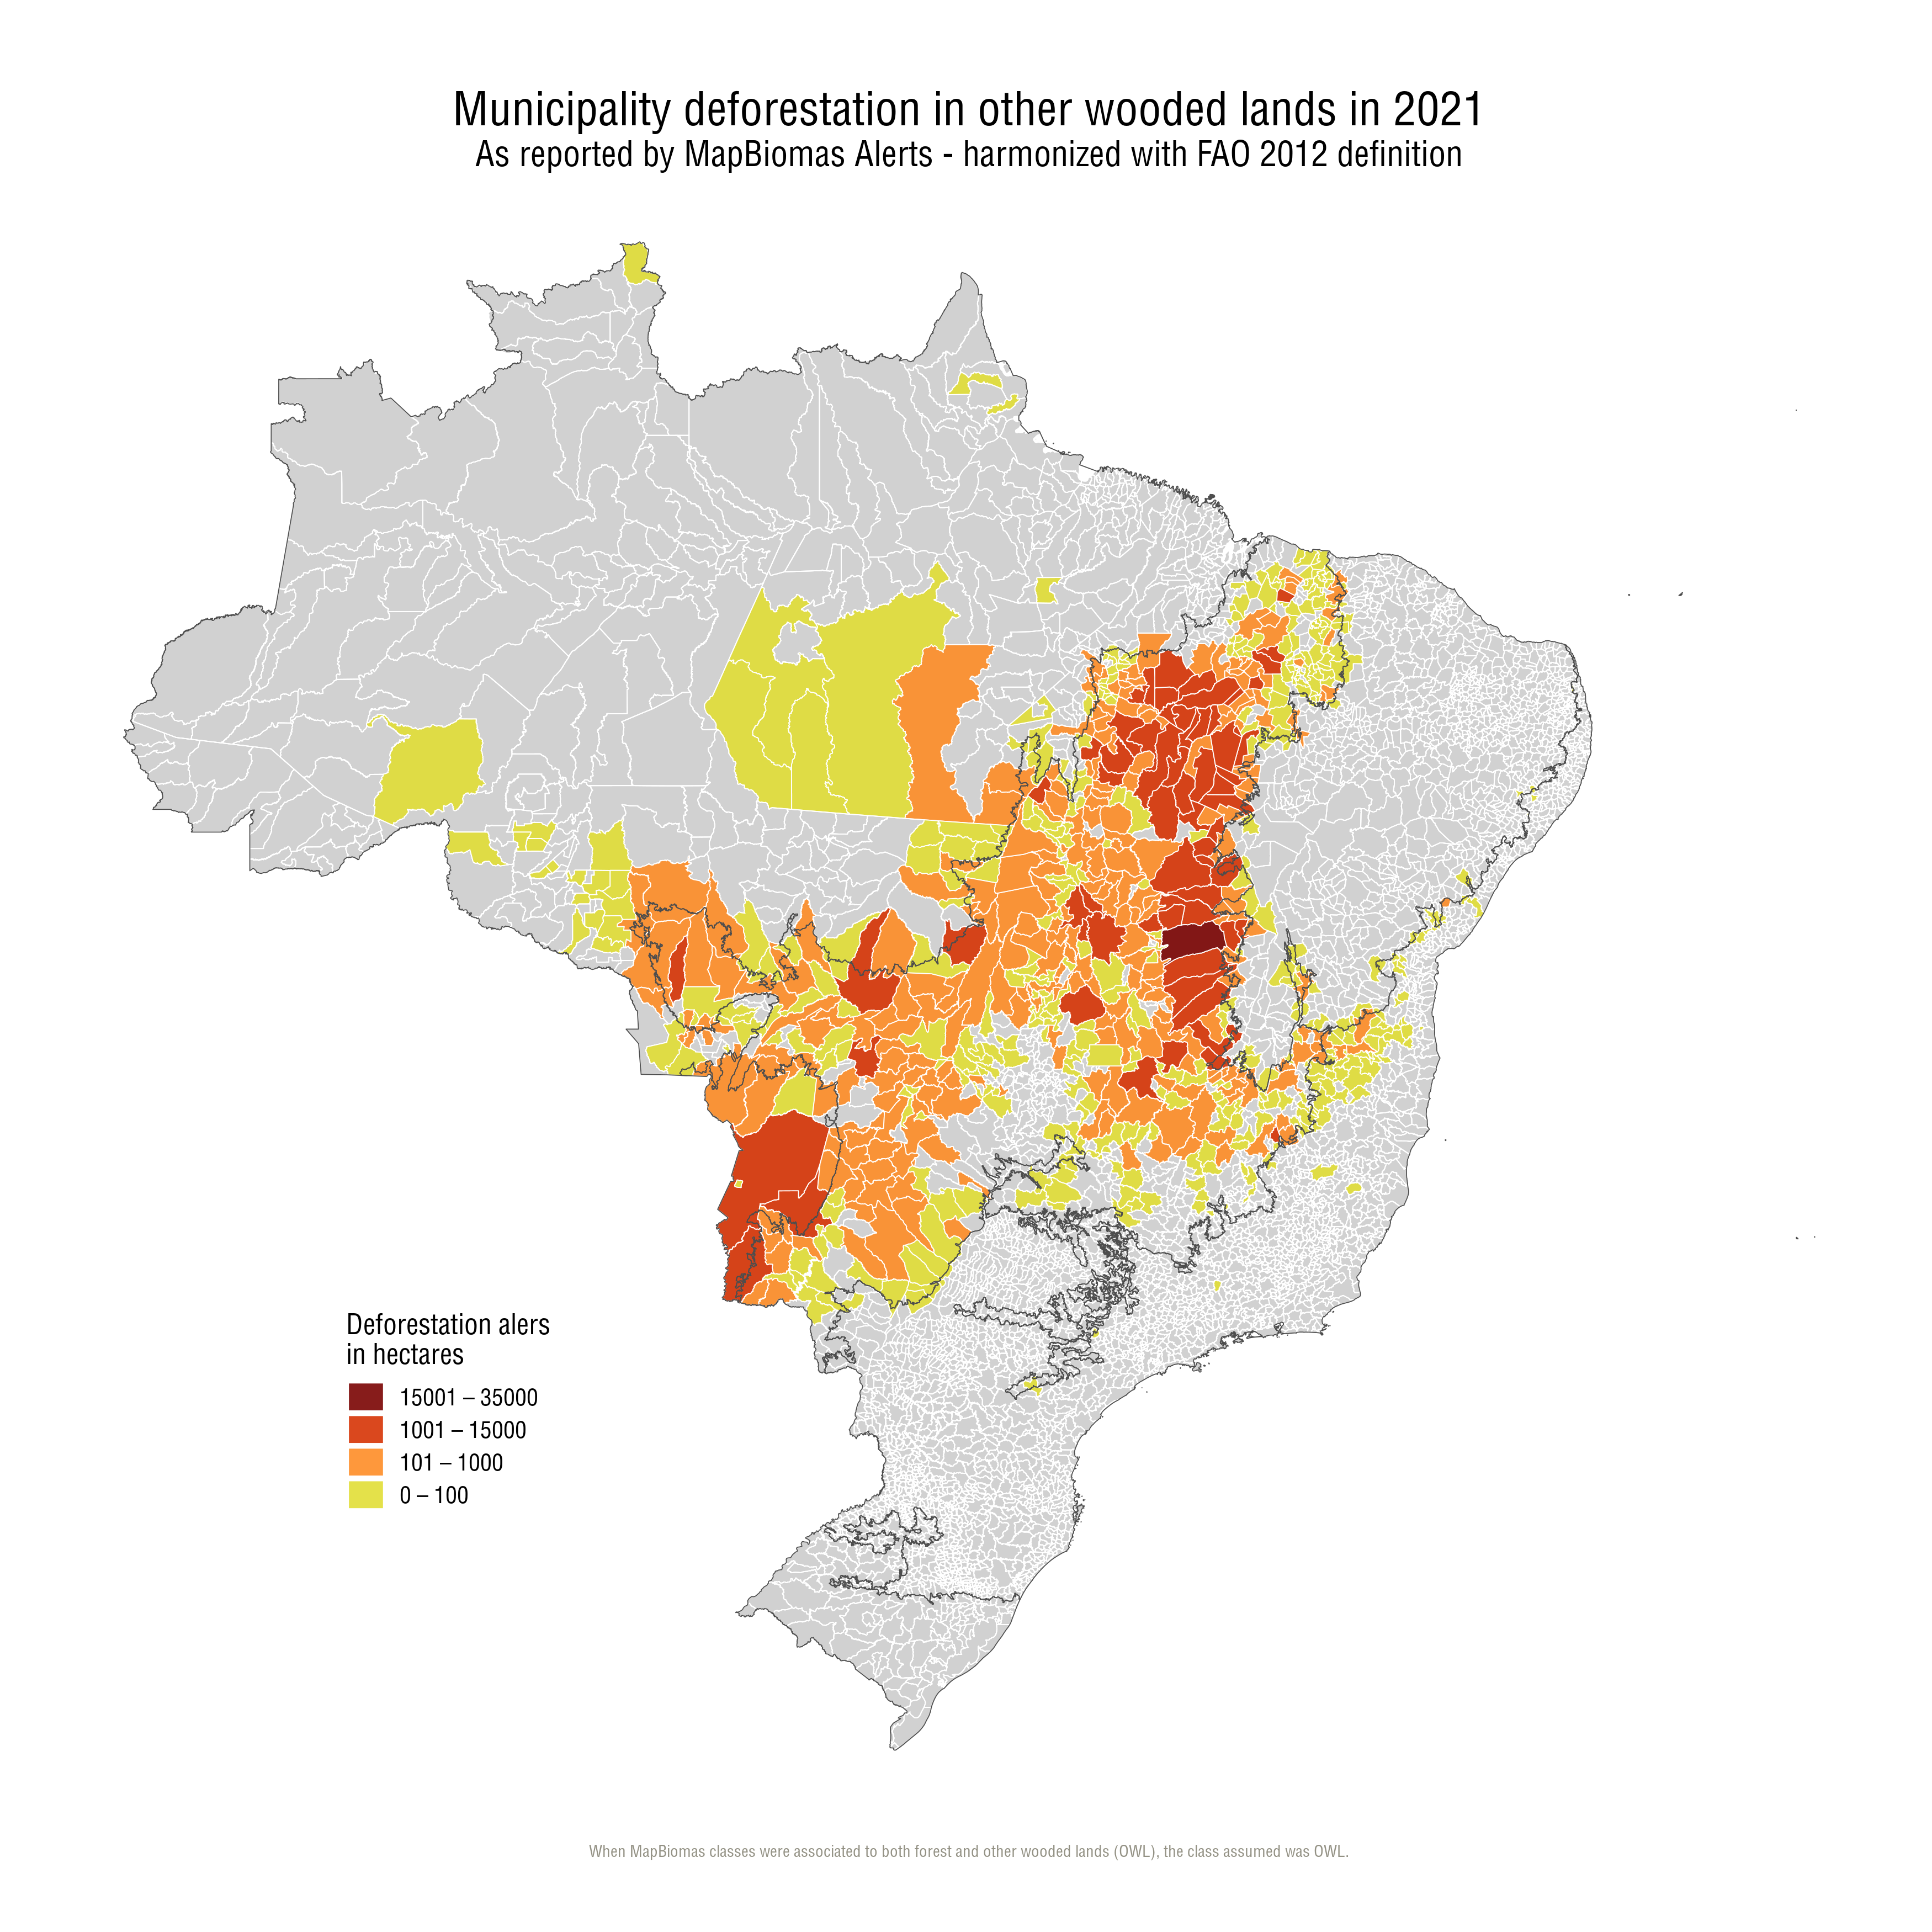 Municipality deforestation in other wooded lands in 2021
As reported by MapBiomas Alerts - harmonized with FAO 2012 definition
Deforestation alers
in hectares
15001 – 35000
1001 – 15000
101 – 1000
0 – 100
When MapBiomas classes were associated to both forest and other wooded lands (OWL), the class assumed was OWL.